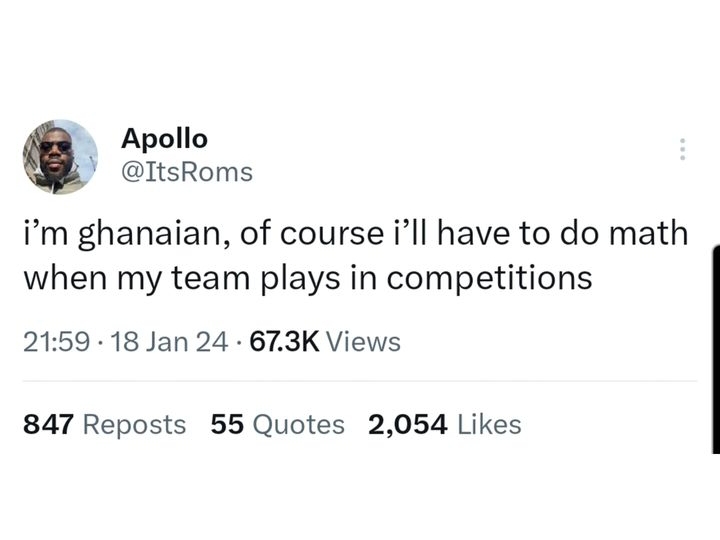 Apollo
@ItsRoms
i’m ghanaian, of course i’ll have to do math
when my team plays in competitions
21:59 · 18 Jan 24 · 67.3K Views
847 Reposts 55 Quotes 2,054 Likes